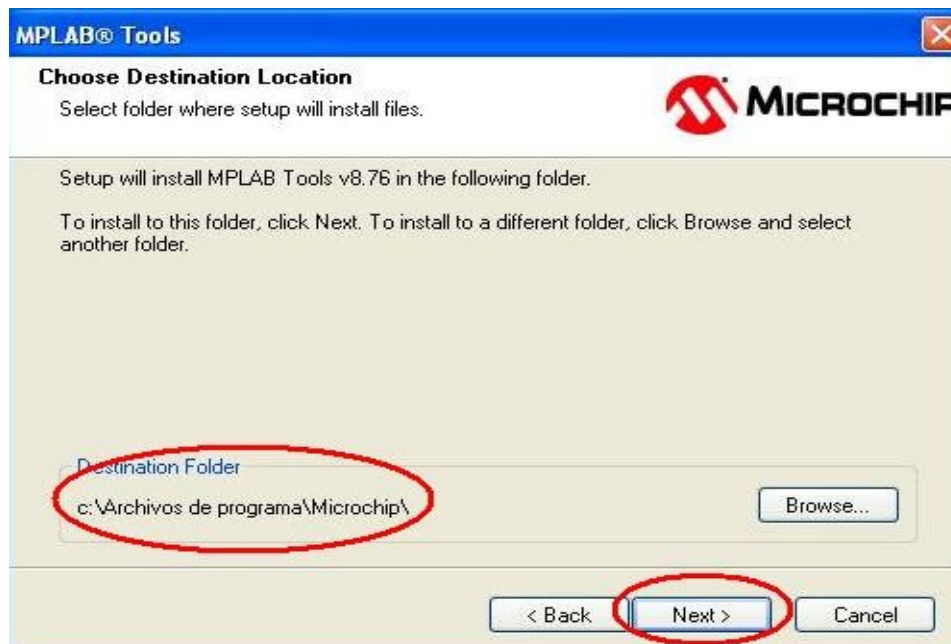 MPLAB® Tools
Choose Destination Location
Select folder where setup will install files.
MICROCHIP
Setup will install MPLAB Tools v8.76 in the following folder.
To install to this folder, click Next. To install to a different folder, click Browse and select
another folder.
Destination Folder
c:\Archivos de programa\Microchip\
Browse...
< Back
Next >
Cancel